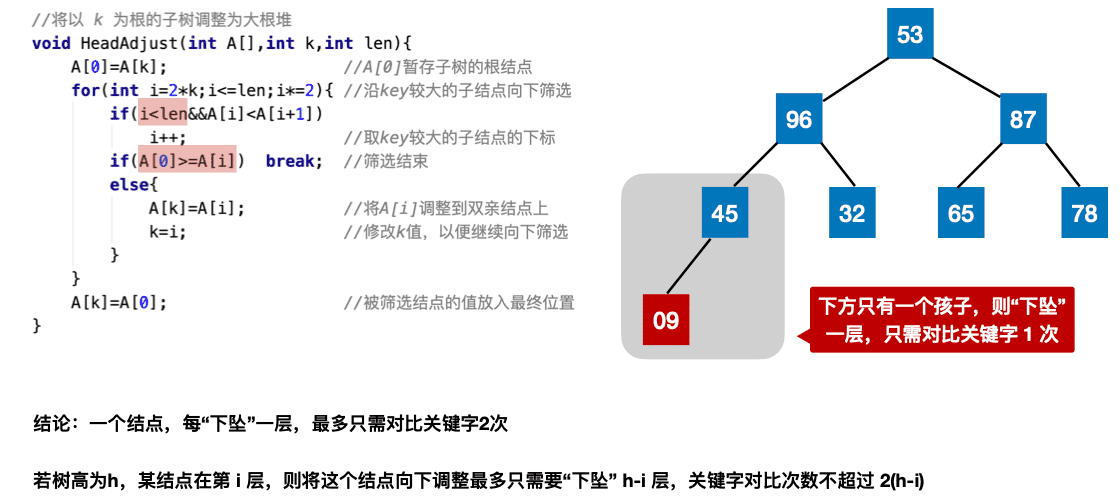 //将以 k 为根的子树调整为大根堆
void HeadAdjust(int A[],int k,int len){
A[0]=A[k]; //A[0]暂存子树的根结点
for(int i=2*k;i<=len;i*=2){ //沿key较大的子结点向下筛选
if(i<len&&A[i]<A[i+1])
i++; //取key较大的子结点的下标
if(A[0]>=A[i]) break; //筛选结束
else{
A[k]=A[i]; //将A[i]调整到双亲结点上
k=i; //修改k值，以便继续向下筛选
}
}
A[k]=A[0]; //被筛选结点的值放入最终位置
}
53
96 87
45 32 65 78
09
下方只有一个孩子，则“下坠”
一层，只需对比关键字 1 次
结论：一个结点，每“下坠”一层，最多只需对比关键字2次
若树高为h，某结点在第 i 层，则将这个结点向下调整最多只需要“下坠” h-i 层，关键字对比次数不超过 2(h-i)